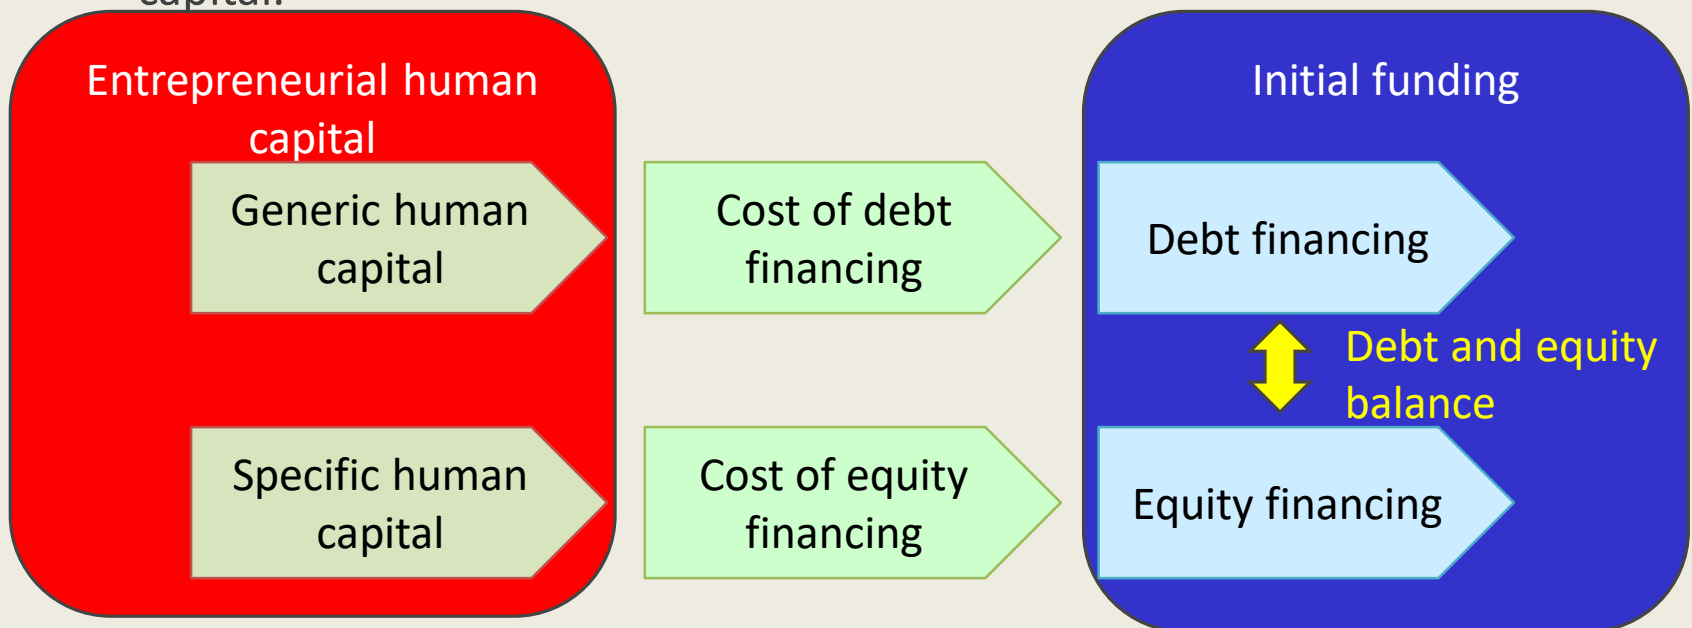 capital.
Entrepreneurial human
capital
Initial funding
Generic human
capital
Cost of debt
financing
Debt financing
Debt and equity
balance
Specific human
capital
Cost of equity
financing
Equity financing